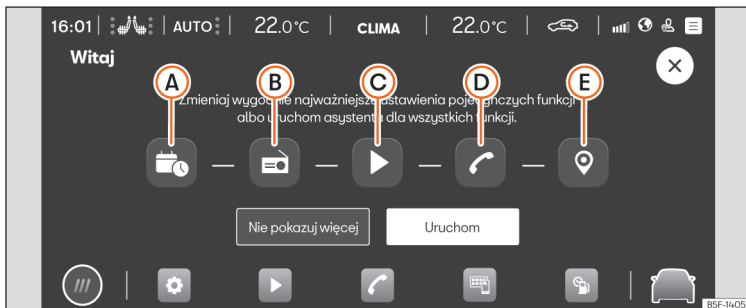 16:01 AUTO 22.0°C CLIMA 22.0°C
Witaj
A B C D E
Zmieniaj wygodnie najważniejsze ustawienia pojedynczych funkcji
albo uruchom asystenta dla wszystkich funkcji.
Nie pokazuj więcej Uruchom
B5F-1405